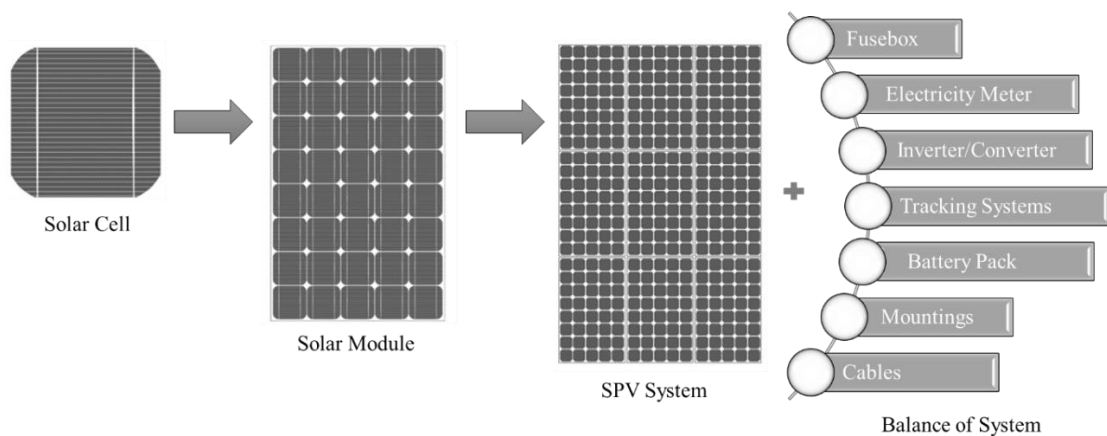 Solar Cell
Solar Module
SPV System
Fusebox
Electricity Meter
Inverter/Converter
Tracking Systems
Battery Pack
Mountings
Cables
Balance of System